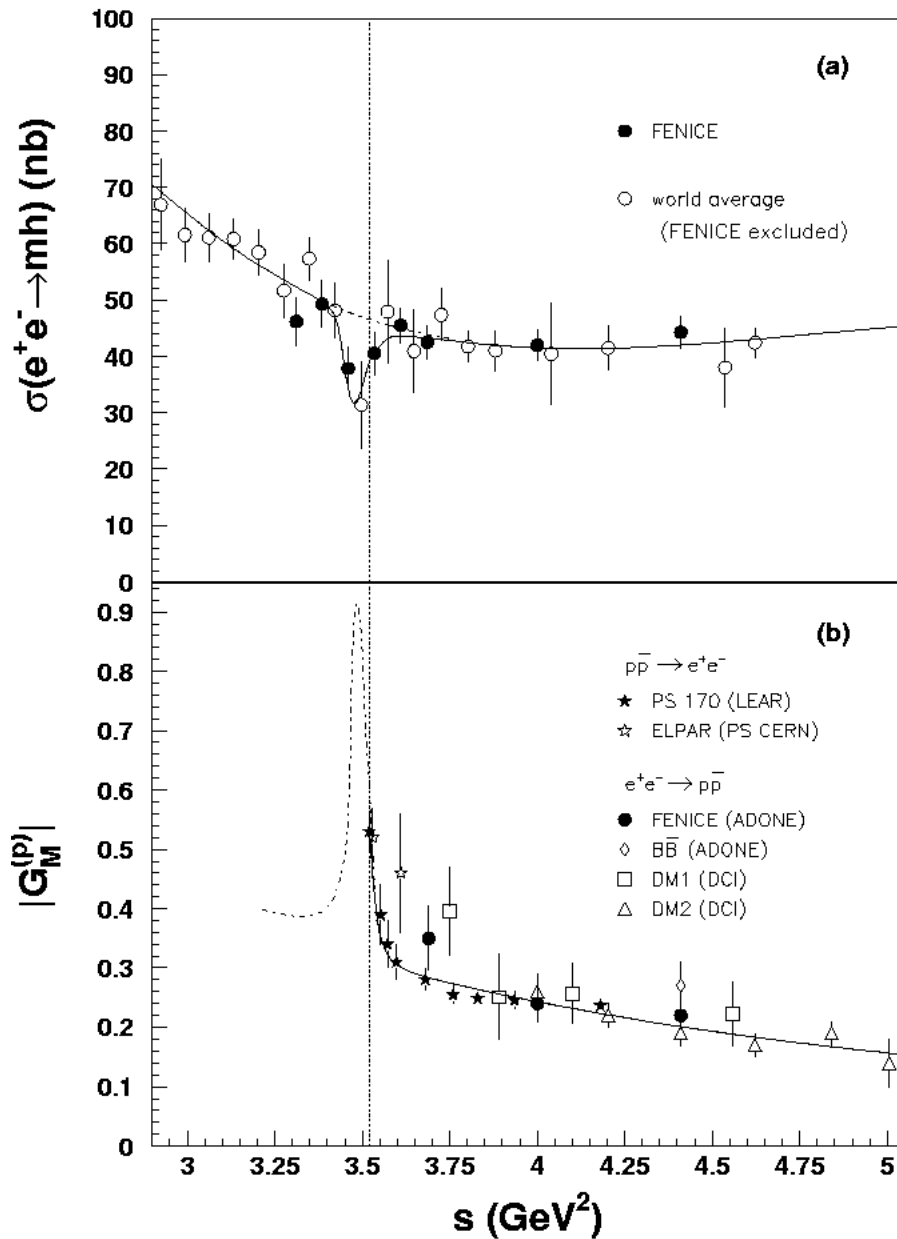 (a)
σ(e⁺e⁻→mh) (nb)
100
90
80
70
60
50
40
30
20
10
0
FENICE
world average
(FENICE excluded)
(b)
|G_M^(p)|
0.9
0.8
0.7
0.6
0.5
0.4
0.3
0.2
0.1
0
pp̅ → e⁺e⁻
PS 170 (LEAR)
ELPAR (PS CERN)
e⁺e⁻ → pp̅
FENICE (ADONE)
BB̅ (ADONE)
DM1 (DCI)
DM2 (DCI)
3 3.25 3.5 3.75 4 4.25 4.5 4.75 5
s (GeV²)